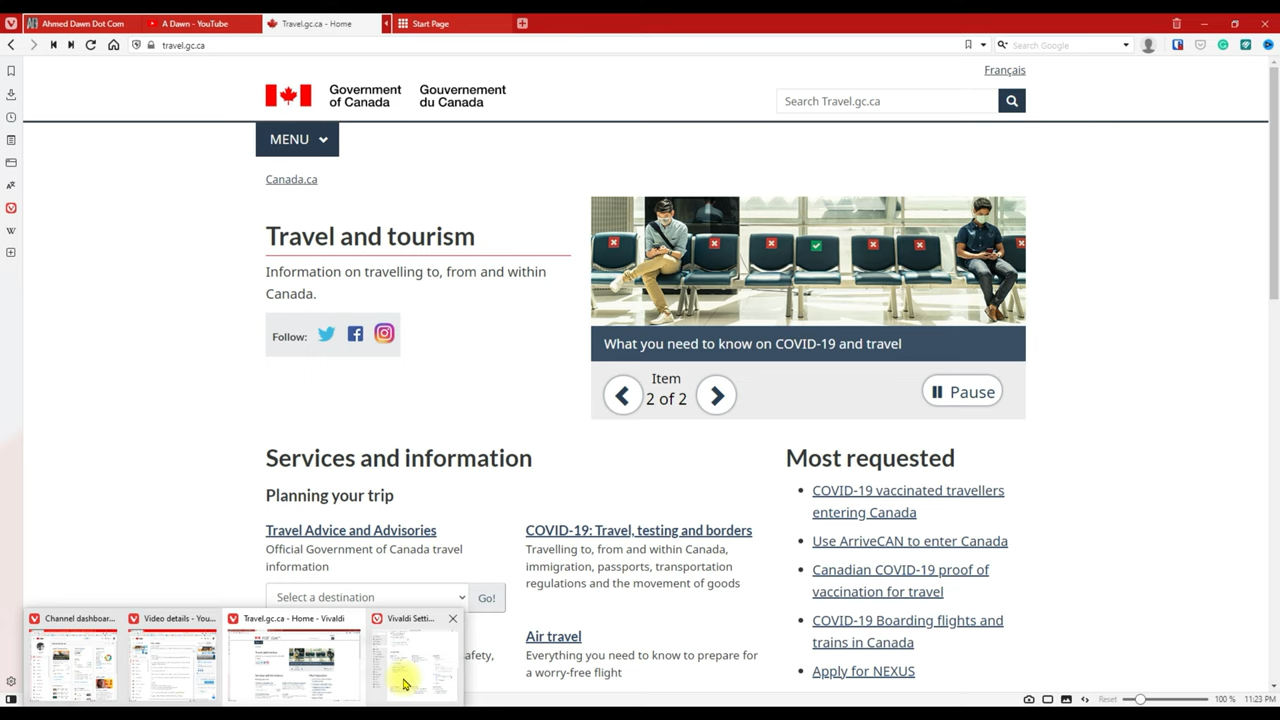 Ahmed Dawn Dot Com
A Dawn - YouTube
Travel.gc.ca - Home
Start Page
travel.gc.ca
Search Google
Français
Government of Canada
Gouvernement du Canada
Search Travel.gc.ca
MENU
Canada.ca
Travel and tourism
Information on travelling to, from and within
Canada.
Follow:
What you need to know on COVID-19 and travel
Item
2 of 2
Pause
Services and information
Planning your trip
Travel Advice and Advisories
Official Government of Canada travel
information
Select a destination
Go!
COVID-19: Travel, testing and borders
Travelling to, from and within Canada,
immigration, passports, transportation
regulations and the movement of goods
Air travel
Everything you need to know to prepare for
a worry-free flight
afety,
Most requested
COVID-19 vaccinated travellers
entering Canada
Use ArriveCAN to enter Canada
Canadian COVID-19 proof of
vaccination for travel
COVID-19 Boarding flights and
trains in Canada
Apply for NEXUS
Channel dashboar...
Video details - You...
Travel.gc.ca - Home - Vivaldi
Vivaldi Setti...
Reset
100 %
11:23 PM